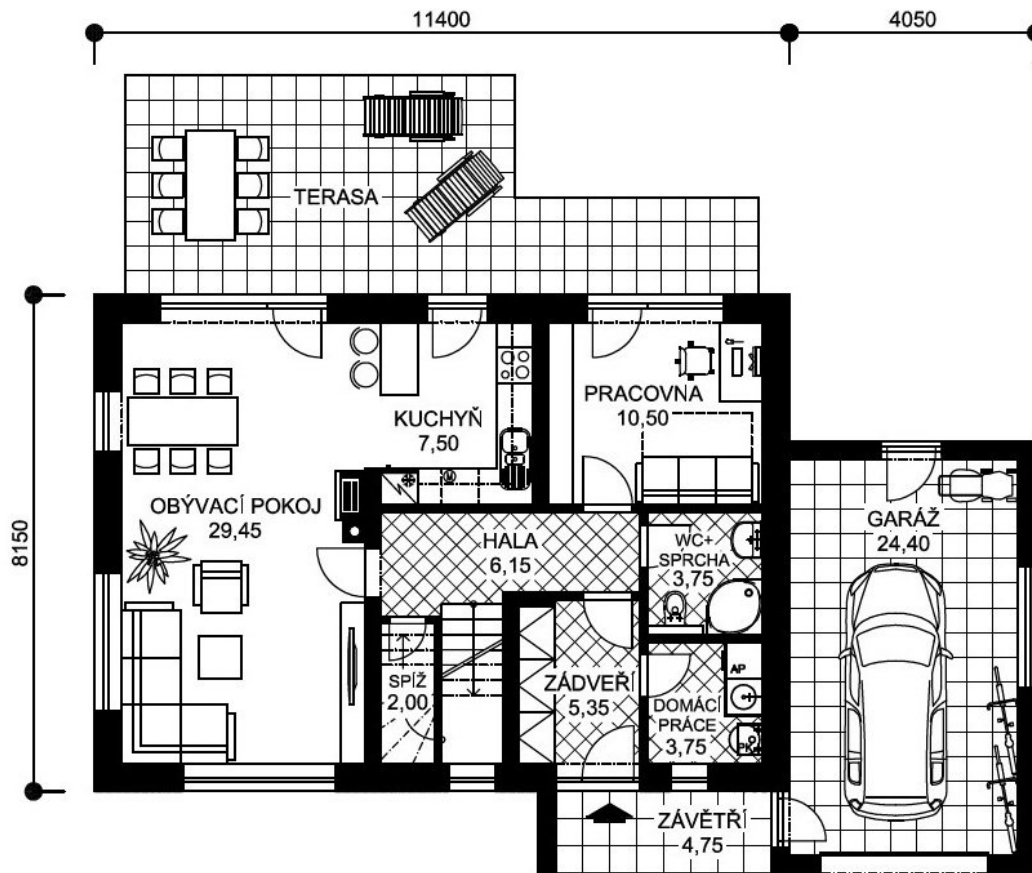 11400
4050
TERASA
8150
KUCHYŇ
7,50
PRACOVNA
10,50
OBÝVACÍ POKOJ
29,45
M
HALA
6,15
WC+
SPRCHA
3,75
GARÁŽ
24,40
SPÍŽ
2,00
ZÁDVEŘÍ
5,35
AP
DOMÁCÍ
PRÁCE
3,75
PK
ZÁVĚTŘÍ
4,75